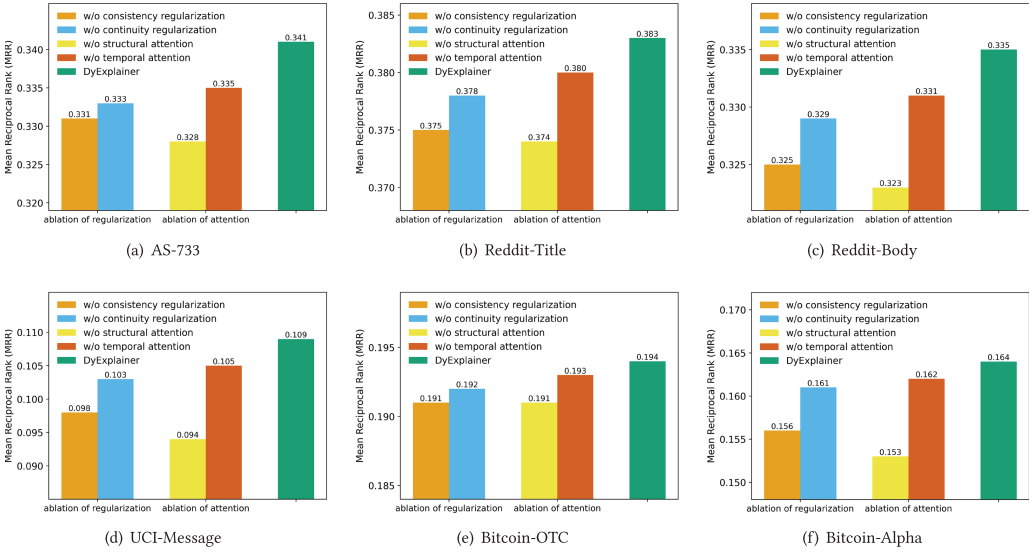 w/o consistency regularization
w/o continuity regularization
w/o structural attention
w/o temporal attention
DyExplainer
Mean Reciprocal Rank (MRR)
0.340
0.335
0.330
0.325
0.320
0.331
0.333
0.328
0.335
0.341
ablation of regularization
ablation of attention
(a) AS-733
w/o consistency regularization
w/o continuity regularization
w/o structural attention
w/o temporal attention
DyExplainer
Mean Reciprocal Rank (MRR)
0.385
0.380
0.375
0.370
0.375
0.378
0.374
0.380
0.383
ablation of regularization
ablation of attention
(b) Reddit-Title
w/o consistency regularization
w/o continuity regularization
w/o structural attention
w/o temporal attention
DyExplainer
Mean Reciprocal Rank (MRR)
0.335
0.330
0.325
0.325
0.329
0.323
0.331
0.335
ablation of regularization
ablation of attention
(c) Reddit-Body
w/o consistency regularization
w/o continuity regularization
w/o structural attention
w/o temporal attention
DyExplainer
Mean Reciprocal Rank (MRR)
0.110
0.105
0.100
0.095
0.090
0.098
0.103
0.094
0.105
0.109
ablation of regularization
ablation of attention
(d) UCI-Message
w/o consistency regularization
w/o continuity regularization
w/o structural attention
w/o temporal attention
DyExplainer
Mean Reciprocal Rank (MRR)
0.195
0.190
0.185
0.191
0.192
0.191
0.193
0.194
ablation of regularization
ablation of attention
(e) Bitcoin-OTC
w/o consistency regularization
w/o continuity regularization
w/o structural attention
w/o temporal attention
DyExplainer
Mean Reciprocal Rank (MRR)
0.170
0.165
0.160
0.155
0.150
0.156
0.161
0.153
0.162
0.164
ablation of regularization
ablation of attention
(f) Bitcoin-Alpha